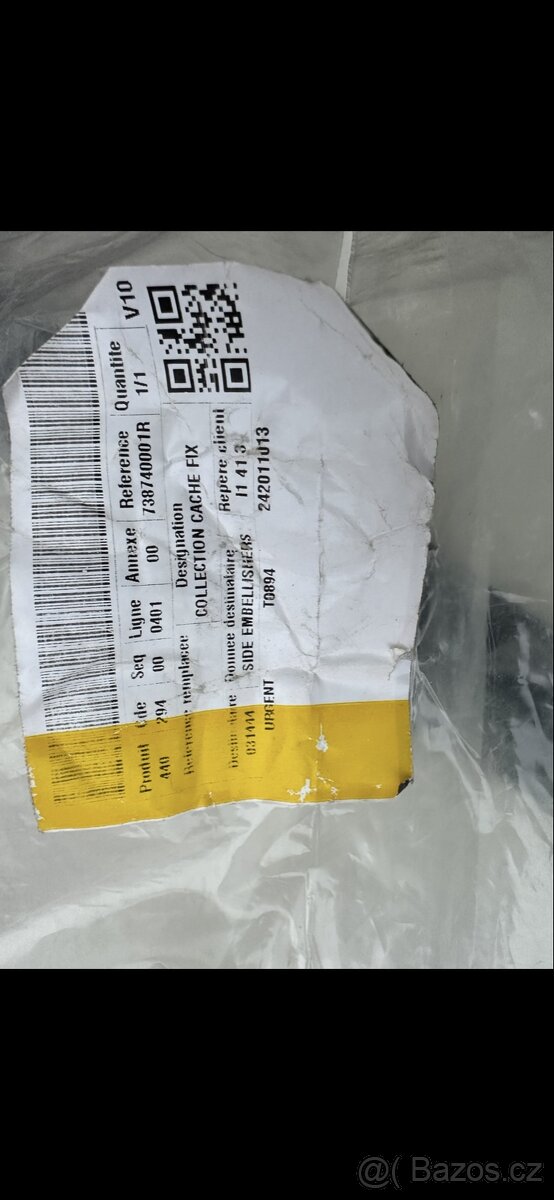 Produit Cde Seq Ligne Annexe Reference Quantite V10
440 294 00 0401 00 738740001R 1/1
Reference remplacee Designation
COLLECTION CACHE FIX
Destinataire Donnee destinataire Repere client
031444 SIDE EMBELLISHERS I1 41 3
URGENT T0894 242011013
@( Bazos.cz